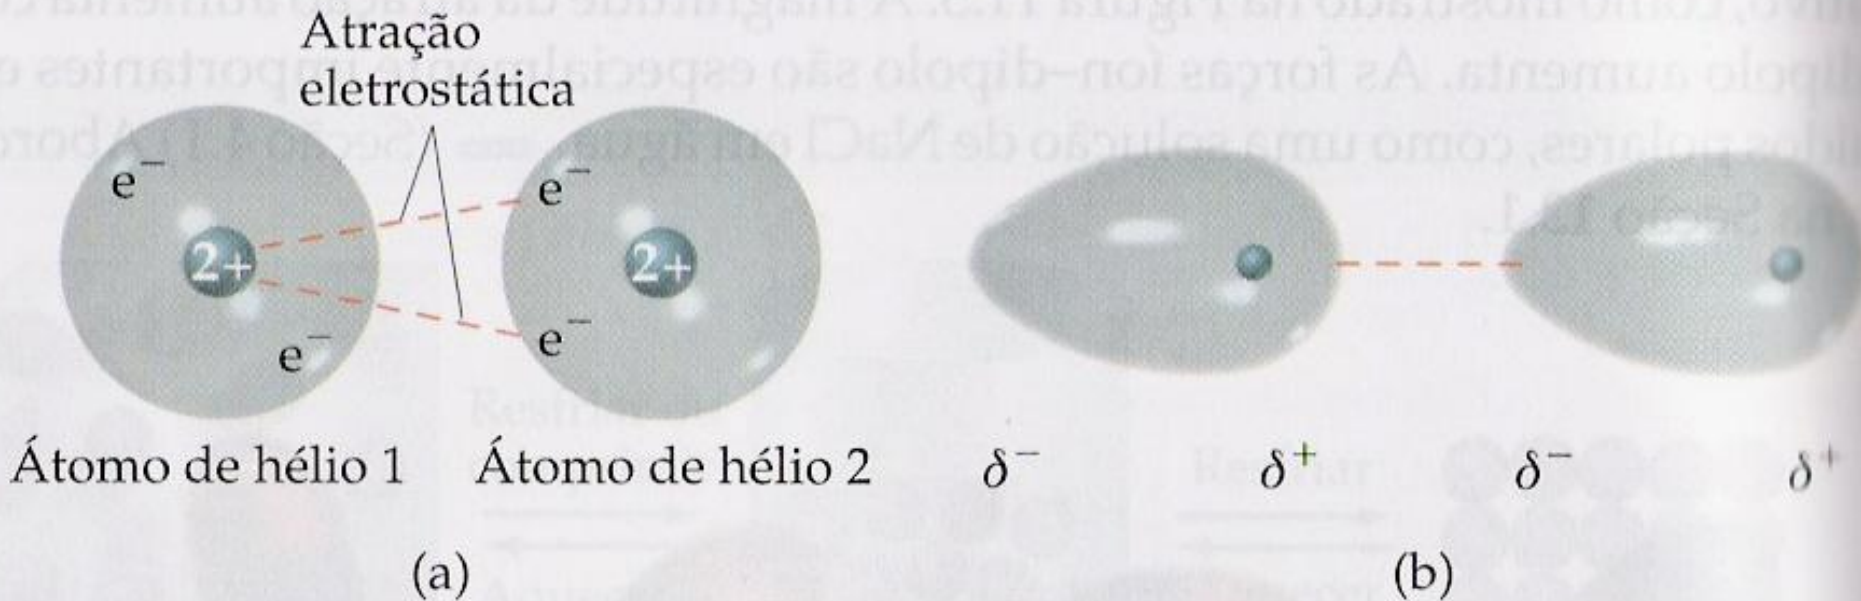 Atração
eletrostática
e⁻
e⁻
2+
2+
e⁻
e⁻
Átomo de hélio 1
Átomo de hélio 2
δ⁻
δ⁺
δ⁻
δ⁺
(a)
(b)